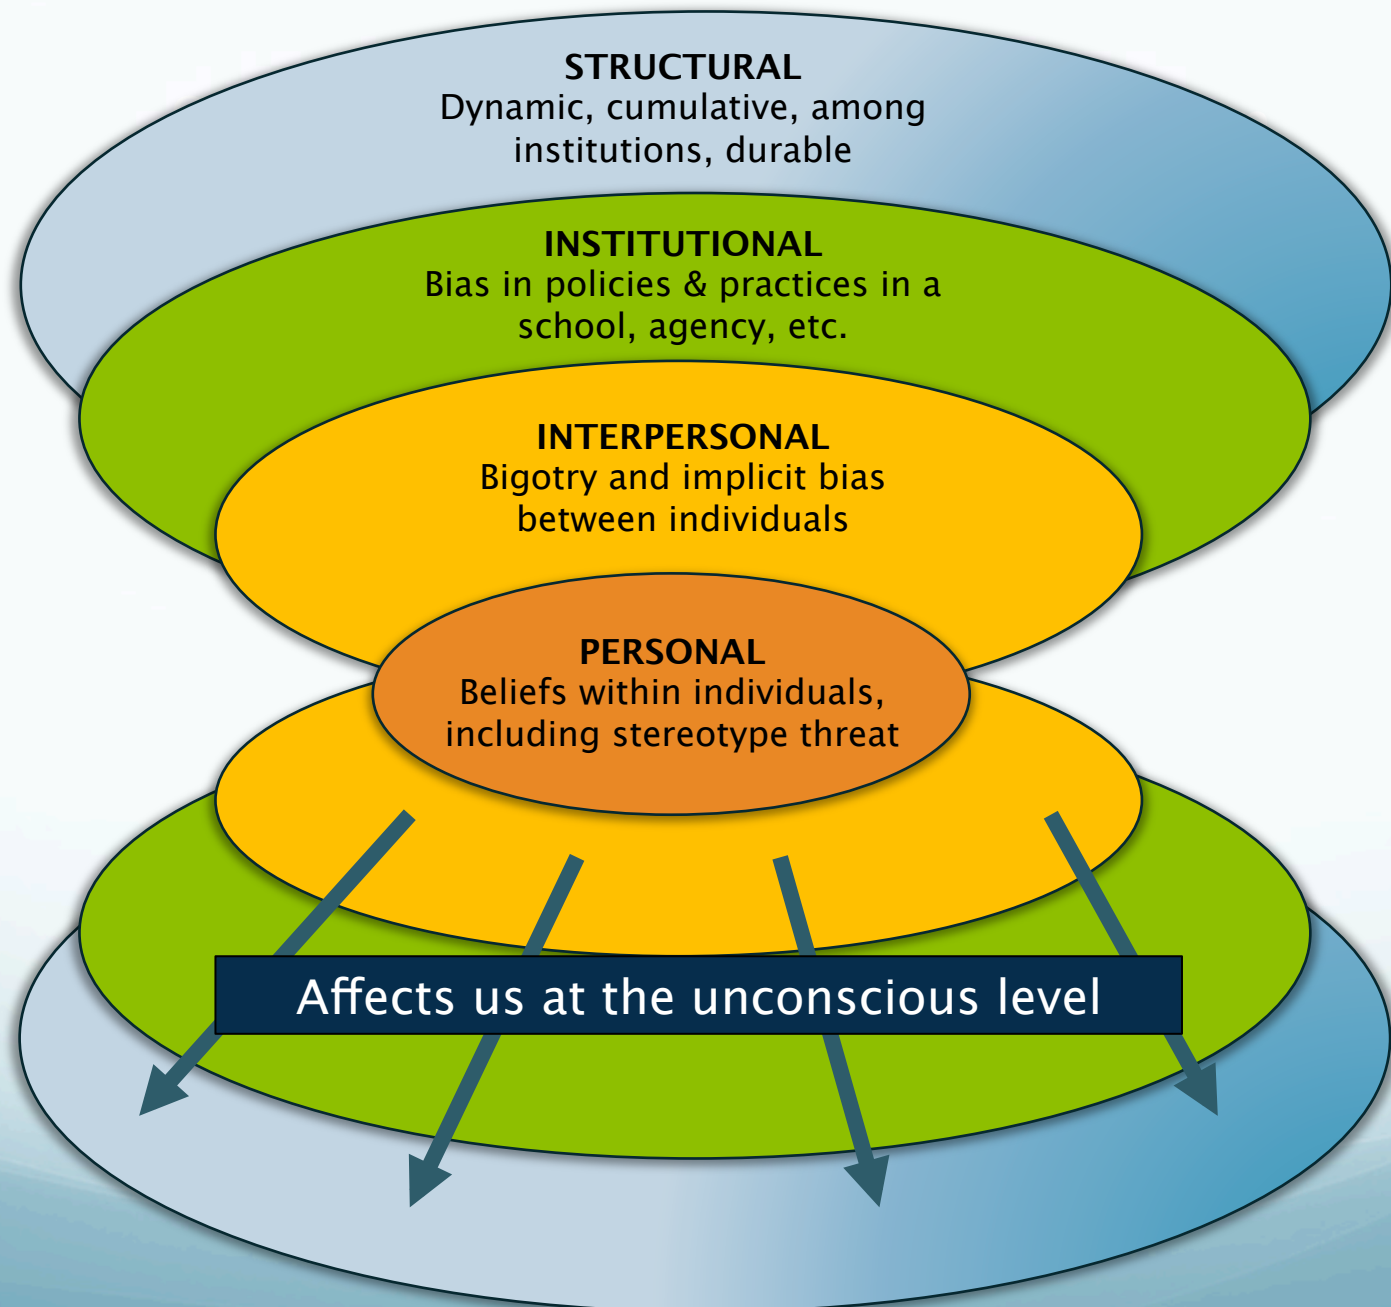 STRUCTURAL
Dynamic, cumulative, among
institutions, durable
INSTITUTIONAL
Bias in policies & practices in a
school, agency, etc.
INTERPERSONAL
Bigotry and implicit bias
between individuals
PERSONAL
Beliefs within individuals,
including stereotype threat
Affects us at the unconscious level